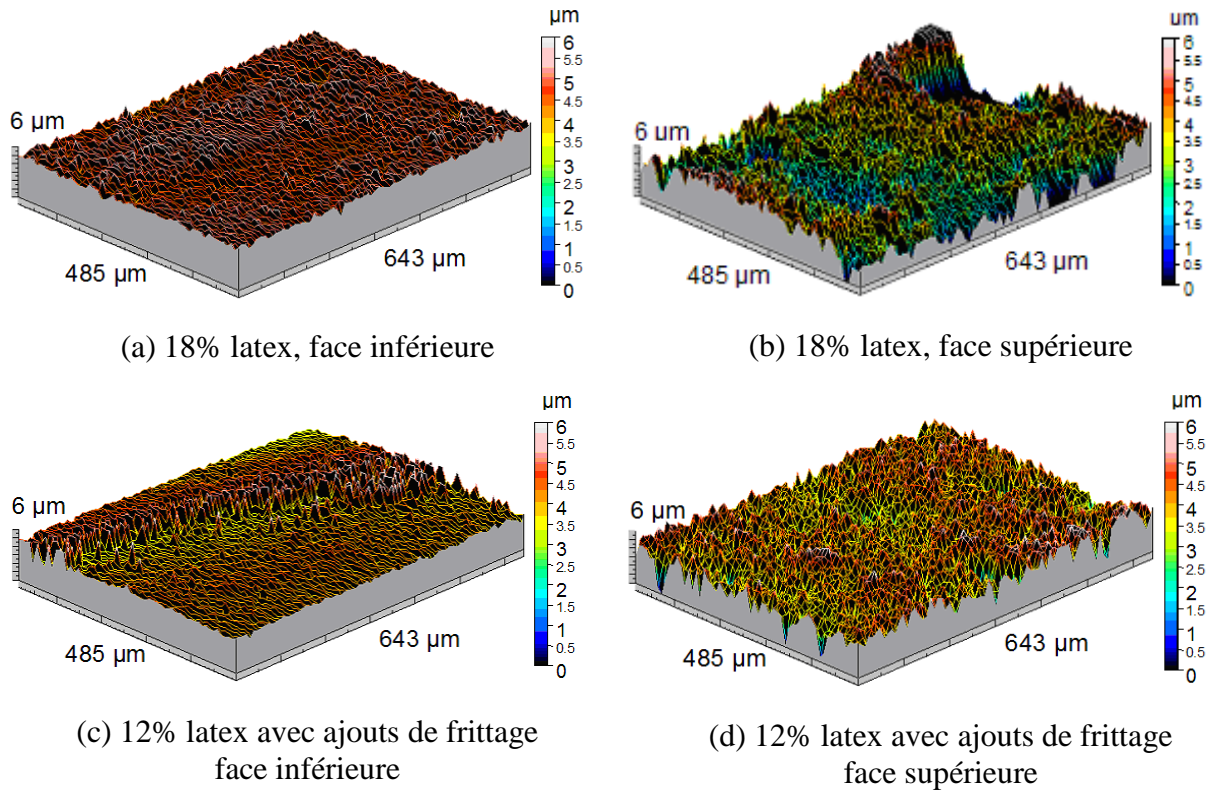 µm
6
5.5
5
4.5
4
3.5
3
2.5
2
1.5
1
0.5
0
6 µm
485 µm
643 µm
(a) 18% latex, face inférieure
um
6
5.5
5
4.5
4
3.5
3
2.5
2
1.5
1
0.5
0
6 um
485 µm
643 µm
(b) 18% latex, face supérieure
µm
6
5.5
5
4.5
4
3.5
3
2.5
2
1.5
1
0.5
0
6 µm
485 µm
643 µm
(c) 12% latex avec ajouts de frittage
face inférieure
µm
6
5.5
5
4.5
4
3.5
3
2.5
2
1.5
1
0.5
0
6 µm
485 µm
643 µm
(d) 12% latex avec ajouts de frittage
face supérieure